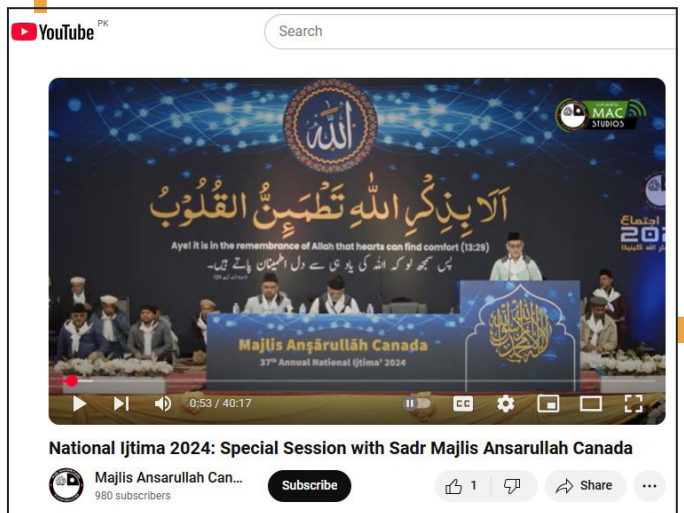 YouTube PK
Search
MAC
STUDIOS
الله
اَلَا بِذِكْرِ اللّٰهِ تَطْمَىِٕنُّ الْقُلُوْبُ
Aye! it is in the remembrance of Allah that hearts can find comfort (13:29)
پس سمجھ لو کہ اللہ کی یاد ہی سے دل اطمینان پاتے ہیں۔
اجتماع
Majlis Anṣārullāh Canada
37th Annual National Ijtima' 2024
0:53 / 40:17
CC
National Ijtima 2024: Special Session with Sadr Majlis Ansarullah Canada
Majlis Ansarullah Can...
980 subscribers
Subscribe
1
Share